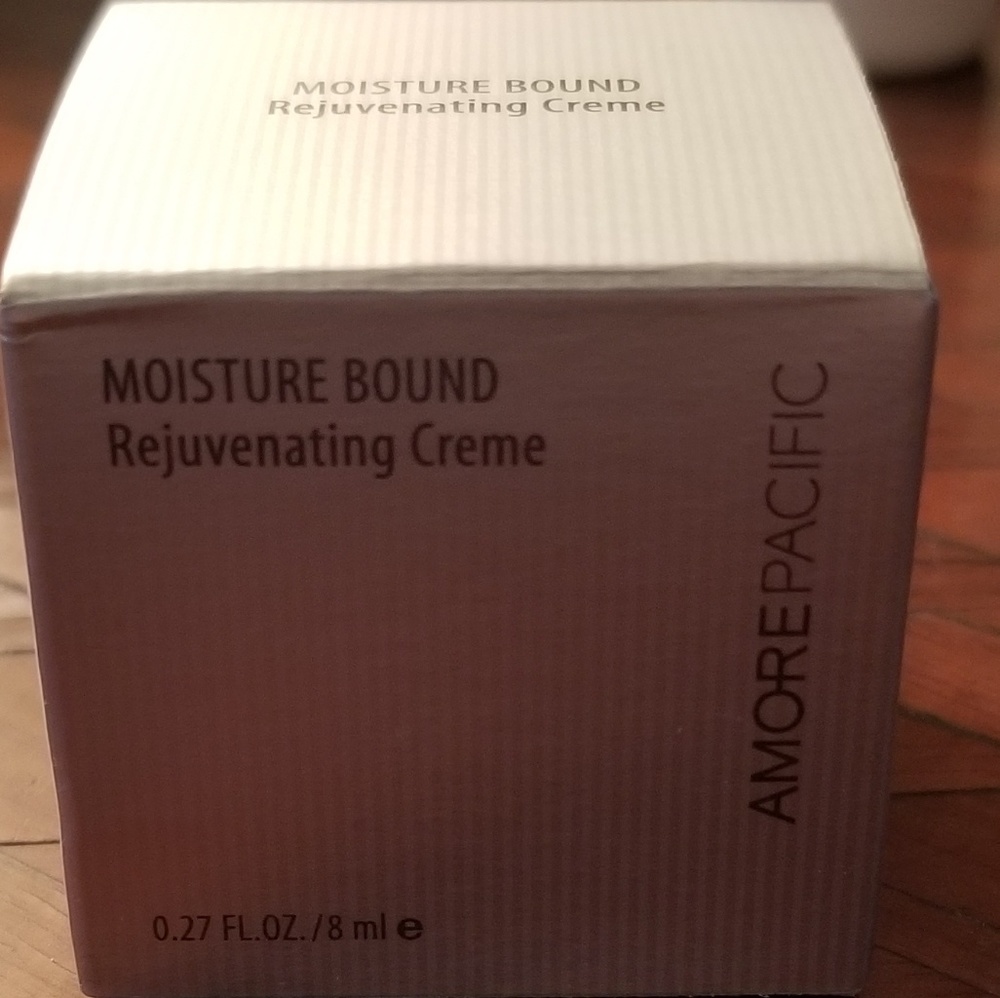 MOISTURE BOUND
Rejuvenating Creme
MOISTURE BOUND
Rejuvenating Creme
AMOREPACIFIC
0.27 FL.OZ./8 ml e